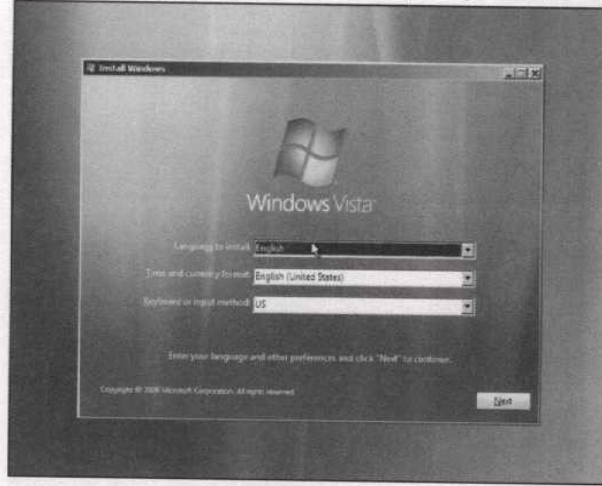 Install Windows
Windows Vista™
Language to install: English
Time and currency format: English (United States)
Keyboard or input method: US
Enter your language and other preferences and click "Next" to continue.
Copyright © 2006 Microsoft Corporation. All rights reserved.
Next